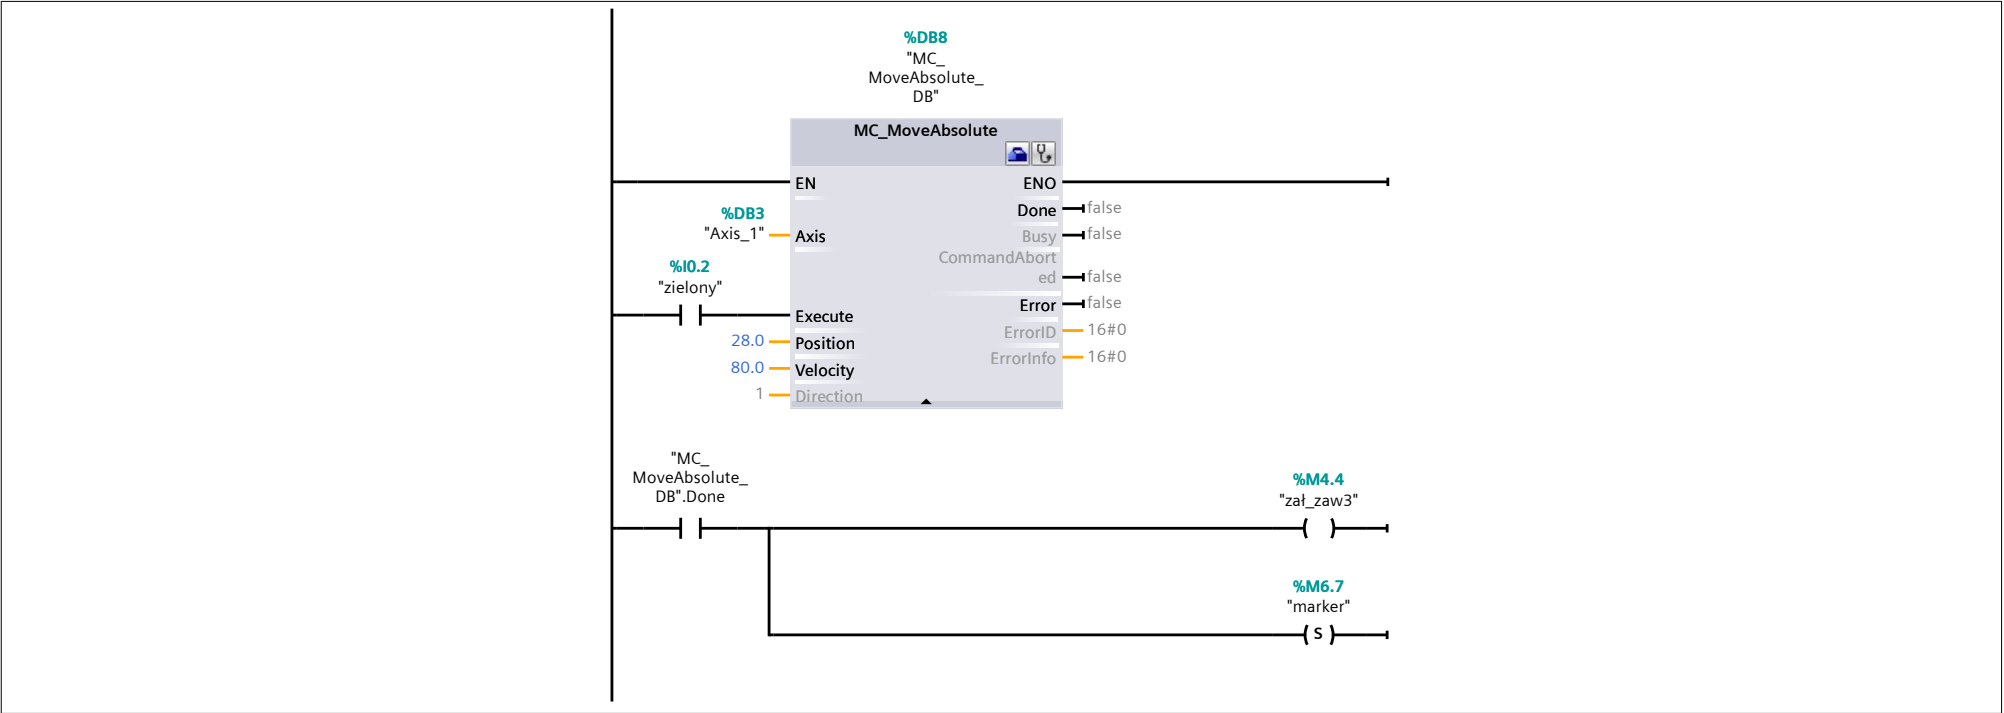 %DB8
"MC_
MoveAbsolute_
DB"
MC_MoveAbsolute
EN
ENO
%DB3
"Axis_1"
Axis
Done
false
Busy
false
CommandAbort
ed
false
%I0.2
"zielony"
Execute
Error
false
28.0
Position
ErrorID
16#0
80.0
Velocity
ErrorInfo
16#0
1
Direction
"MC_
MoveAbsolute_
DB".Done
%M4.4
"zał_zaw3"
%M6.7
"marker"
S